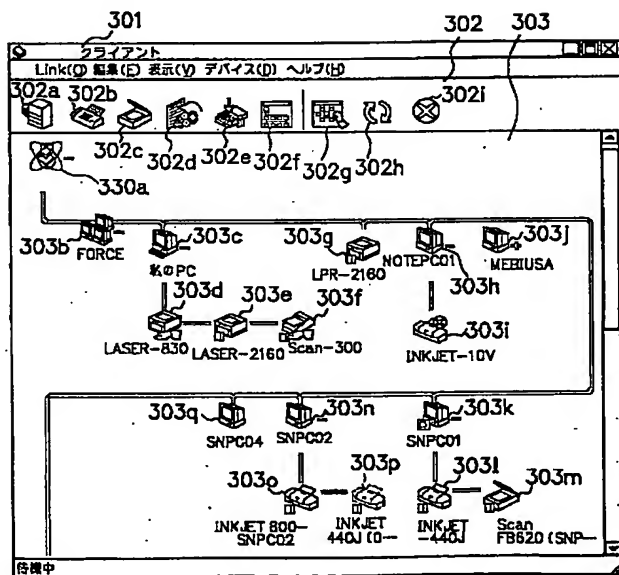 301
302
303
クライアント
Link(O) 編集(E) 表示(V) デバイス(D) ヘルプ(H)
302a
302b
302c
302d
302e
302f
302g
302h
302i
330a
303b
FORCE
303c
私のPC
303g
LPR-2160
NOTEPC01
303h
303j
MEBIUSA
303d
LASER-830
303e
LASER-2160
303f
Scan-300
303i
INKJET-10V
303q
SNPC04
303n
SNPC02
303k
SNPC01
303o
INKJET 800-
SNPC02
303p
INKJET
440J (0-
303l
INKJET
-440J
303m
Scan
FB620 (SNP-
待機中